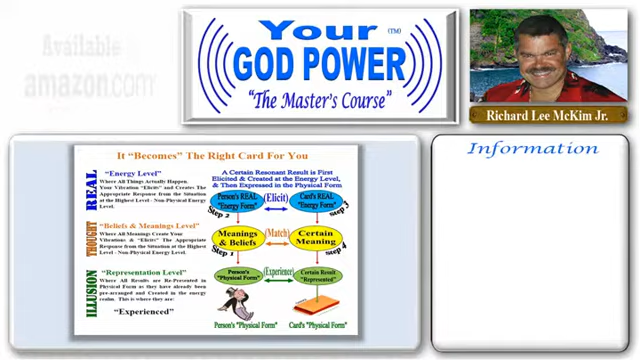 Available
amazon.com
Your
(TM)
GOD POWER
"The Master's Course"
Richard Lee McKim Jr.
It "Becomes" The Right Card For You
REAL
"Energy Level"
Where All Things Actually Happen.
Your Vibration "Elicits" and Creates The
Appropriate Response from the Situation
at the Highest Level - Non-Physical Energy
Level.
THOUGHT
"Beliefs & Meanings Level"
Where All Meanings Create Your
Vibrations & "Elicits" The Appropriate
Response from the Situation at the Highest
Level - Non Physical Energy Level.
ILLUSION
"Representation Level"
Where All Results are Re-Presented in
Physical Form as they have already been
pre-arranged and Created in the energy
realm. This is where they are:
"Experienced"
A Certain Resonant Result is First
Elicited & Created at the Energy Level,
& Then Expressed in the Physical Form
Person's REAL
"Energy Form"
(Elicit)
Card's REAL
"Energy Form"
Step 2
Step 3
Meanings
& Beliefs
(Match)
Certain
Meaning
Step 1
Step 4
Person's
"Physical Form"
(Experience)
Certain Result
"Represented"
Person's "Physical Form"
Card's "Physical Form"
Information